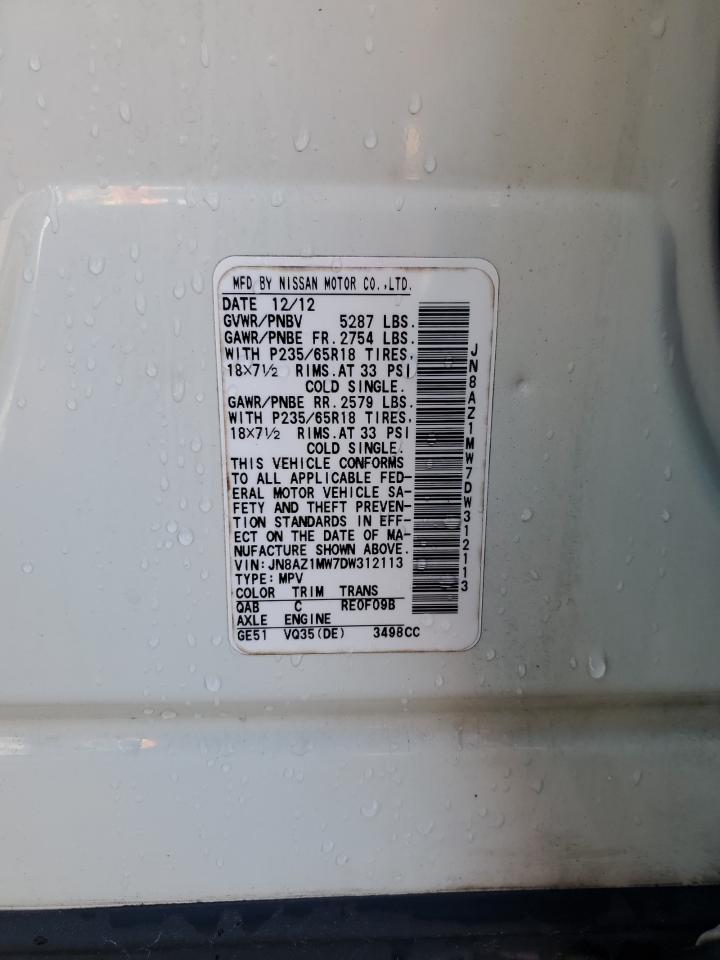 MFD BY NISSAN MOTOR CO.,LTD.
DATE 12/12
GVWR/PNBV 5287 LBS.
GAWR/PNBE FR. 2754 LBS.
WITH P235/65R18 TIRES,
18×7½ RIMS. AT 33 PSI
COLD SINGLE.
GAWR/PNBE RR. 2579 LBS.
WITH P235/65R18 TIRES,
18×7½ RIMS. AT 33 PSI
COLD SINGLE.
THIS VEHICLE CONFORMS
TO ALL APPLICABLE FED-
ERAL MOTOR VEHICLE SA-
FETY AND THEFT PREVEN-
TION STANDARDS IN EFF-
ECT ON THE DATE OF MA-
NUFACTURE SHOWN ABOVE.
VIN:JN8AZ1MW7DW312113
TYPE:MPV
COLOR TRIM TRANS
QAB C RE0F09B
AXLE ENGINE
GE51 VQ35(DE) 3498CC
JN8AZ1MW7DW312113